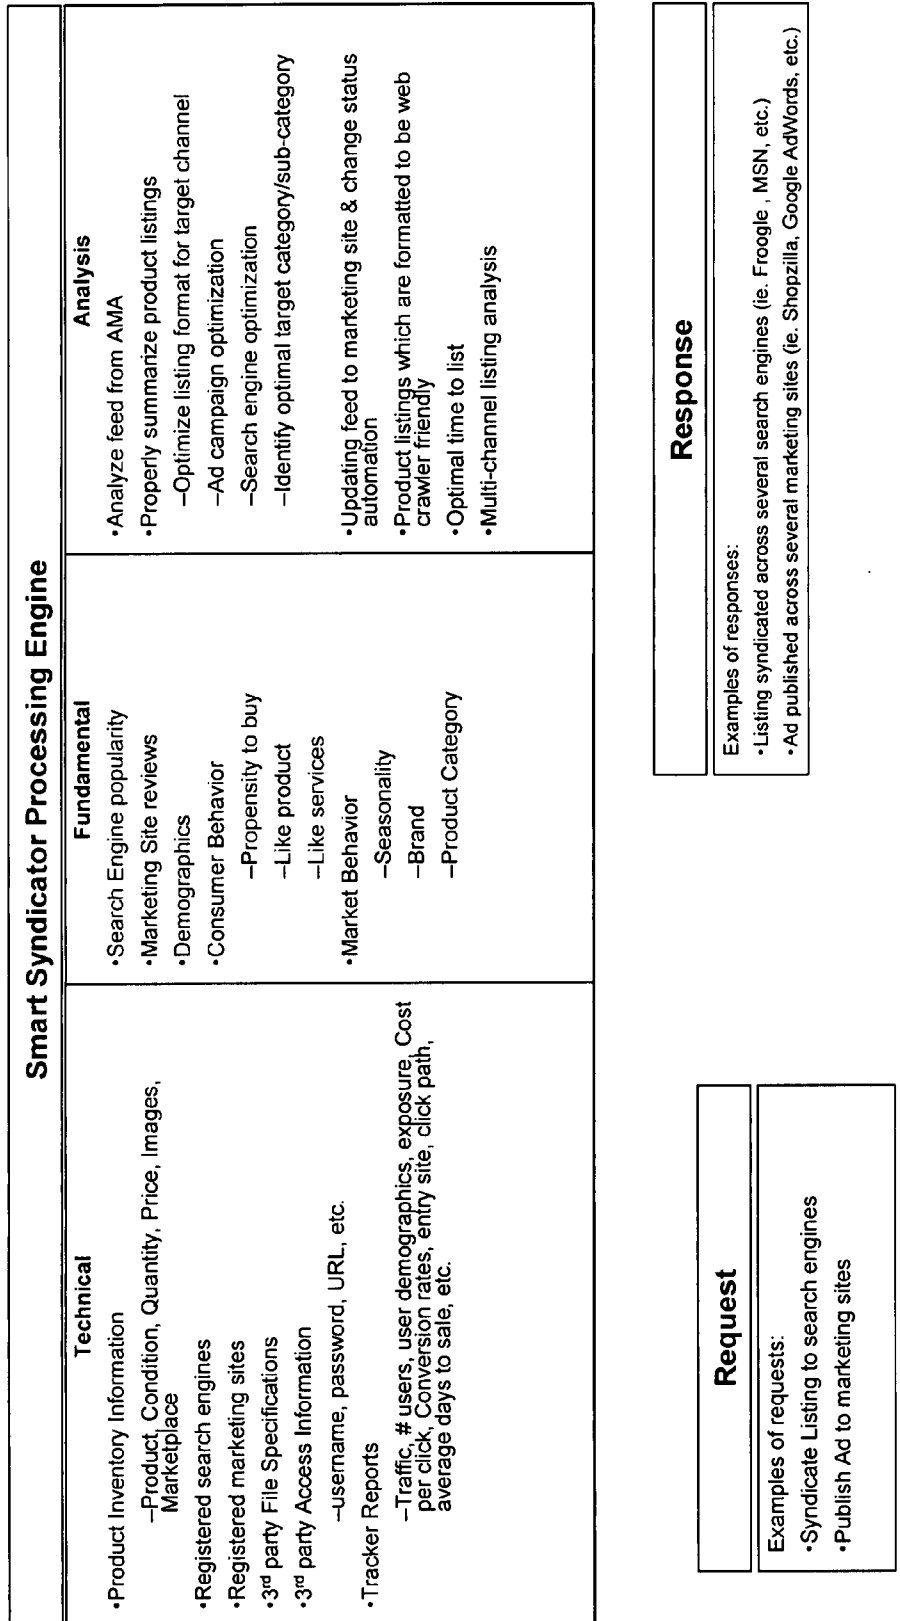 Smart Syndicator Processing Engine
Technical
•Product Inventory Information
–Product, Condition, Quantity, Price, Images,
Marketplace
•Registered search engines
•Registered marketing sites
•3rd party File Specifications
•3rd party Access Information
–username, password, URL, etc.
•Tracker Reports
–Traffic, # users, user demographics, exposure, Cost
per click, Conversion rates, entry site, click path,
average days to sale, etc.
Fundamental
•Search Engine popularity
•Marketing Site reviews
•Demographics
•Consumer Behavior
–Propensity to buy
–Like product
–Like services
•Market Behavior
–Seasonality
–Brand
–Product Category
Analysis
•Analyze feed from AMA
•Properly summarize product listings
–Optimize listing format for target channel
–Ad campaign optimization
–Search engine optimization
–Identify optimal target category/sub-category
•Updating feed to marketing site & change status
automation
•Product listings which are formatted to be web
crawler friendly
•Optimal time to list
•Multi-channel listing analysis
Request
Examples of requests:
•Syndicate Listing to search engines
•Publish Ad to marketing sites
Response
Examples of responses:
•Listing syndicated across several search engines (ie. Froogle , MSN, etc.)
•Ad published across several marketing sites (ie. Shopzilla, Google AdWords, etc.)